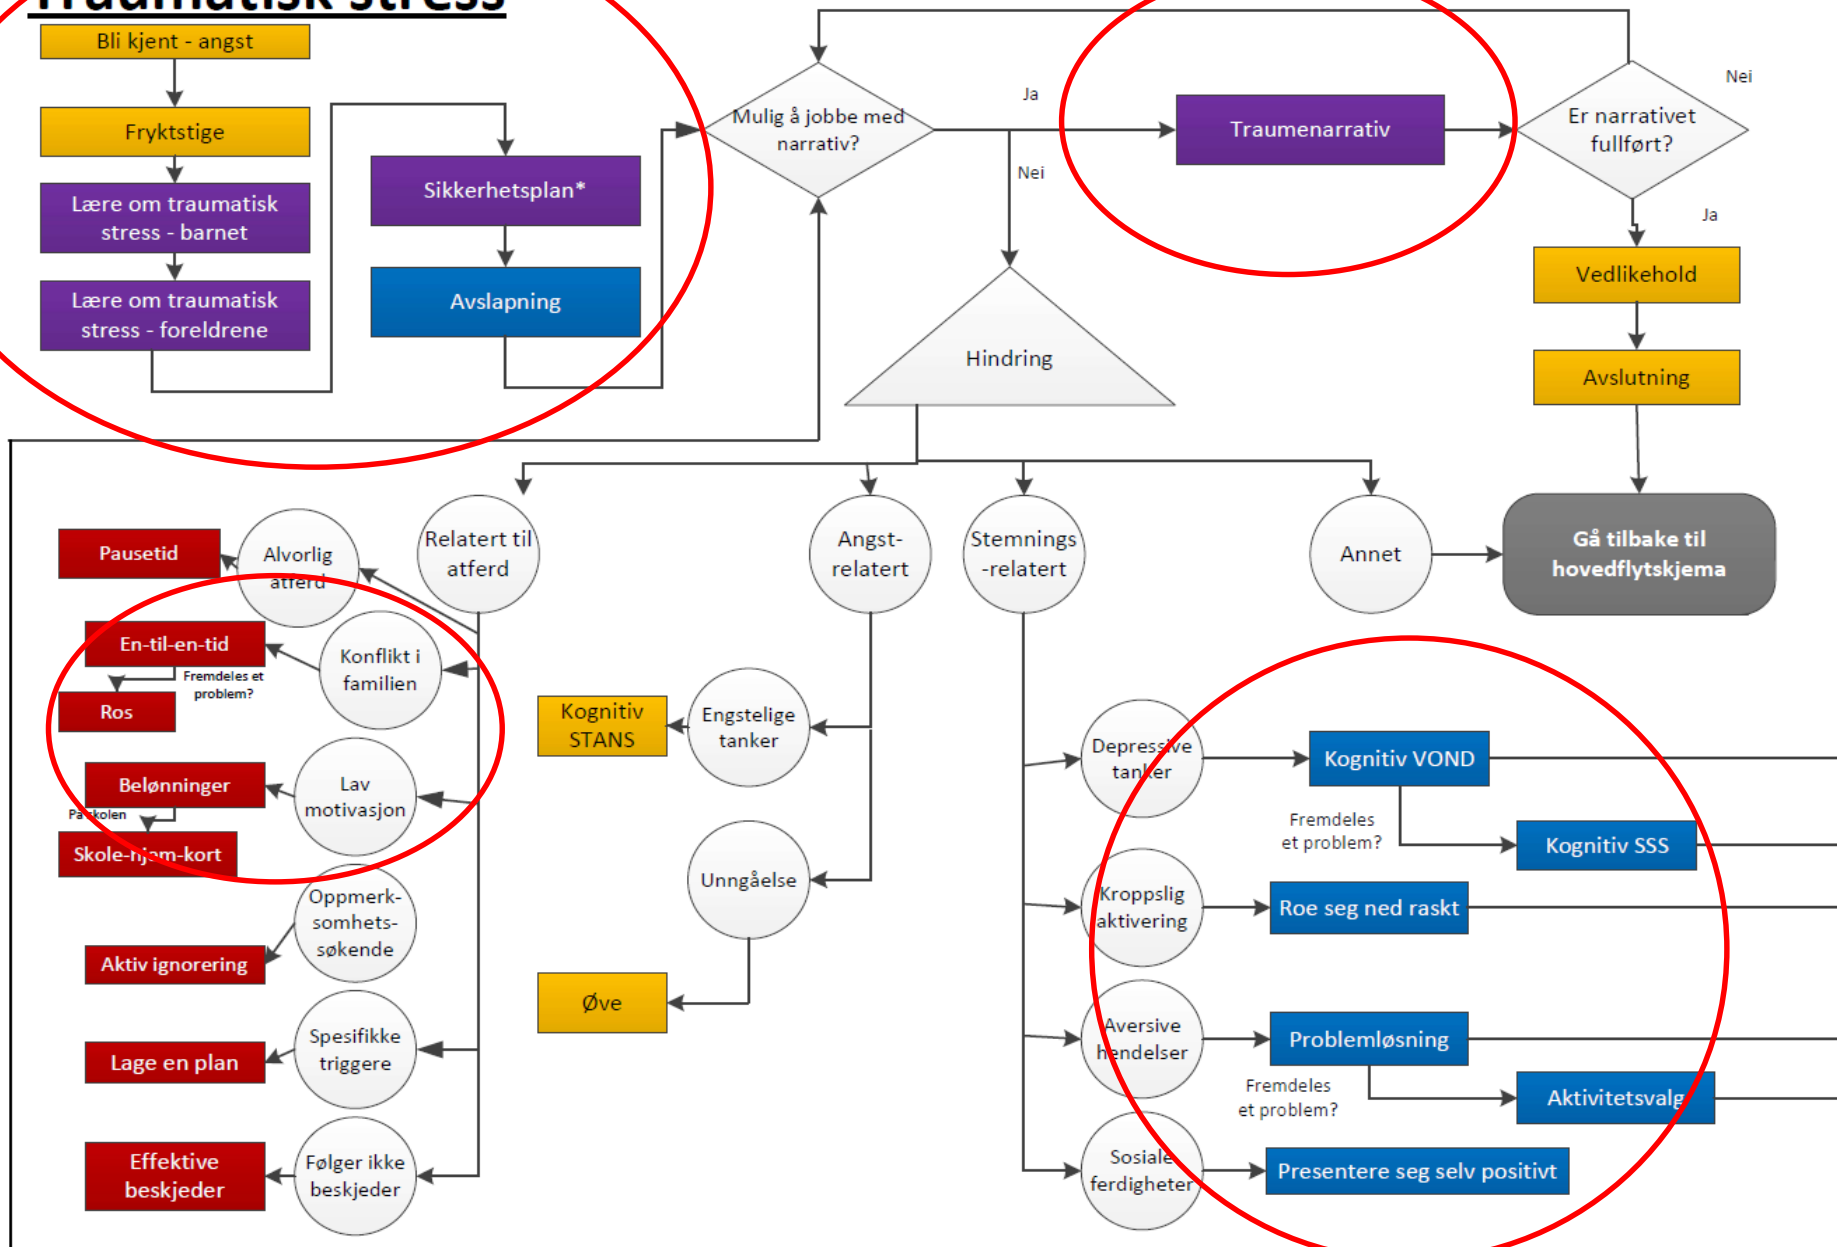 Traumatisk stress
Bli kjent - angst
Fryktstige
Lære om traumatisk
stress - barnet
Lære om traumatisk
stress - foreldrene
Sikkerhetsplan*
Avslapning
Mulig å jobbe med
narrativ?
Ja
Nei
Traumenarrativ
Er narrativet
fullført?
Nei
Ja
Vedlikehold
Avslutning
Hindring
Relatert til
atferd
Angst-
relatert
Stemnings
-relatert
Annet
Gå tilbake til
hovedflytskjema
Pausetid
Alvorlig
atferd
En-til-en-tid
Konflikt i
familien
Fremdeles et
problem?
Ros
Belønninger
Lav
motivasjon
På skolen
Skole-hjem-kort
Oppmerk-
somhets-
søkende
Aktiv ignorering
Spesifikke
triggere
Lage en plan
Effektive
beskjeder
Følger ikke
beskjeder
Kognitiv
STANS
Engstelige
tanker
Unngåelse
Øve
Depressive
tanker
Kognitiv VOND
Fremdeles
et problem?
Kognitiv SSS
Kroppslig
aktivering
Roe seg ned raskt
Aversive
hendelser
Problemløsning
Fremdeles
et problem?
Aktivitetsvalg
Sosiale
ferdigheter
Presentere seg selv positivt